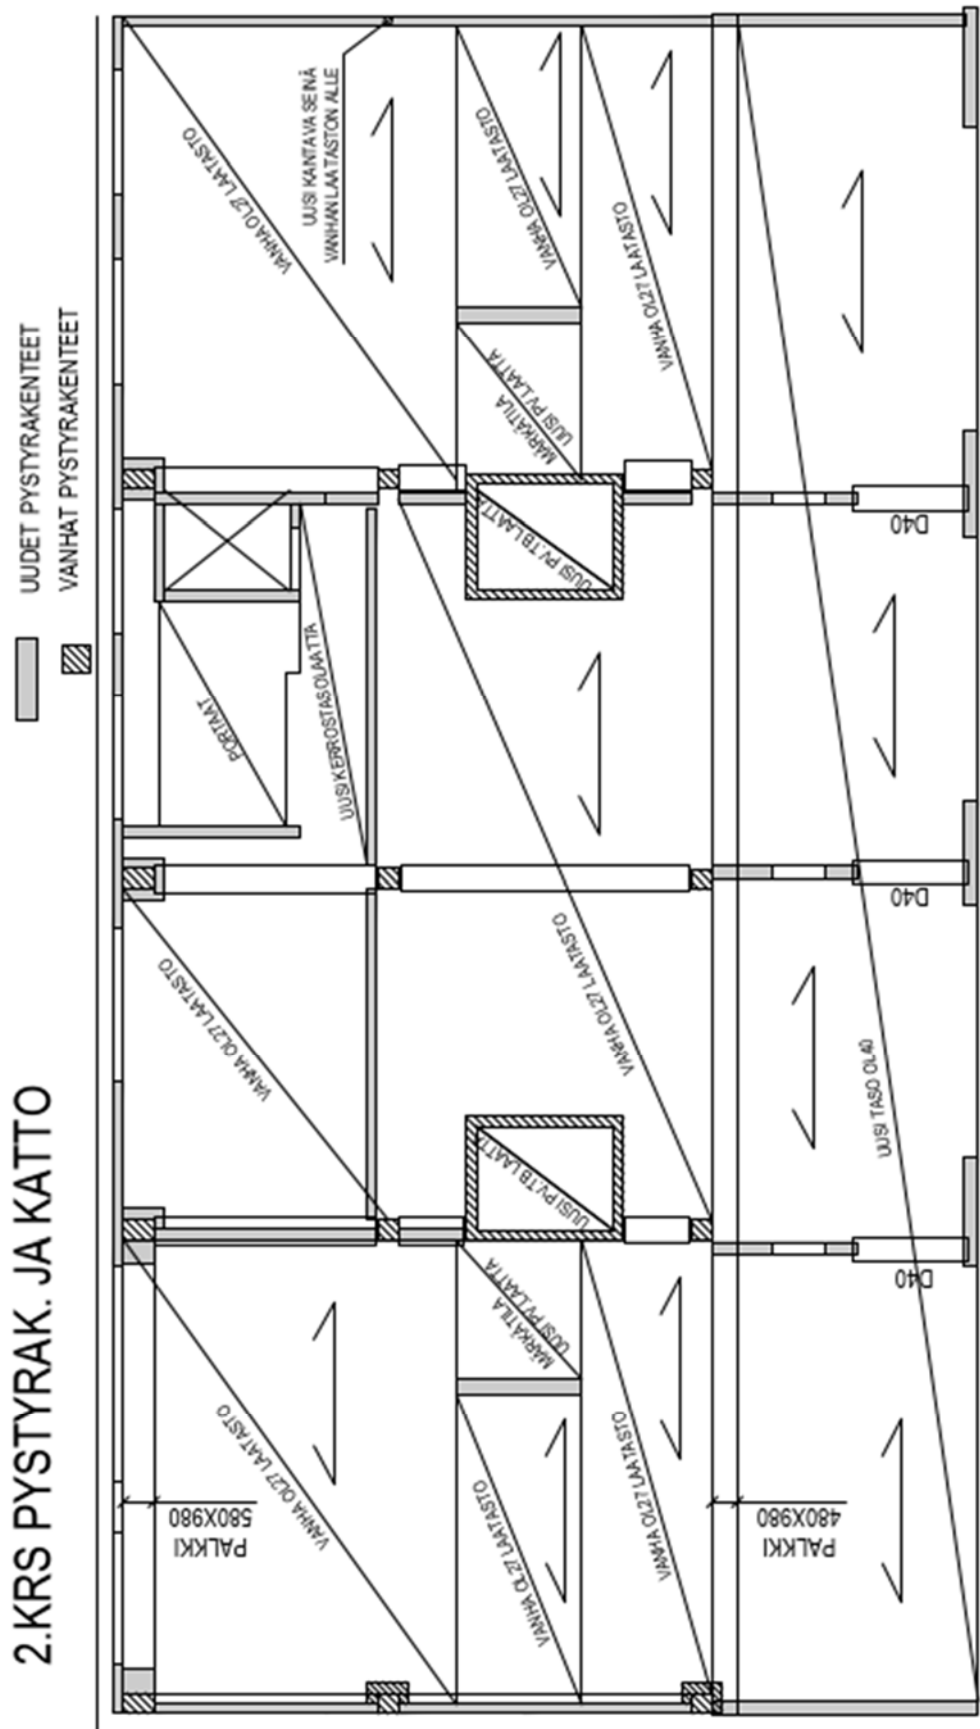 2.KRS PYSTYRAK. JA KATTO
UUDET PYSTYRAKENTEET
VANHAT PYSTYRAKENTEET
VANHA OL27 LAATASTO
PALKKI
580X980
VANHA OL27 LAATASTO
MÄRKÄTILA
UUSI PV.LAATTA
VANHA OL27 LAATASTO
PALKKI
480X980
VANHA OL27 LAATASTO
UUSI PV.TB LAATTA
VANHA OL27 LAATASTO
UUSI TASO OL40
D40
D40
D40
PORTAAT
UUSI KERROSTASOLAATTA
UUSI PV.TB LAATTA
VANHA OL27 LAATASTO
UUSI KANTAVA SEINÄ
VANHAN LAATASTON ALLE
MÄRKÄTILA
UUSI PV.LAATTA
VANHA OL27 LAATASTO
VANHA OL27 LAATASTO